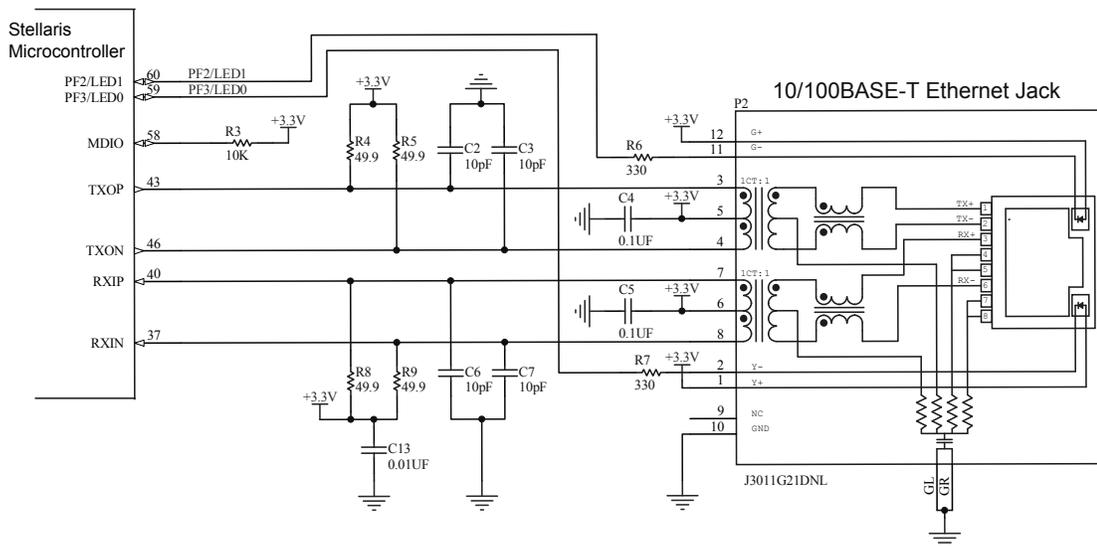 Stellaris
Microcontroller
10/100BASE-T Ethernet Jack
PF2/LED1 60 PF2/LED1
PF3/LED0 59 PF3/LED0
MDIO 58
R3
10K
+3.3V
TXOP 43
TXON 46
RXIP 40
RXIN 37
+3.3V
R4
49.9
R5
49.9
C2
10pF
C3
10pF
R8
49.9
R9
49.9
C6
10pF
C7
10pF
+3.3V
C13
0.01UF
R6
330
C4
0.1UF
+3.3V
C5
0.1UF
+3.3V
R7
330
+3.3V
+3.3V
P2
12 G+
11 G-
3 1CT:1
5
4
7 1CT:1
6
8
2 Y-
1 Y+
9 NC
10 GND
TX+ 1
TX- 2
RX+ 3
4
5
RX- 6
7
8
J3011G21DNL
GL
GR